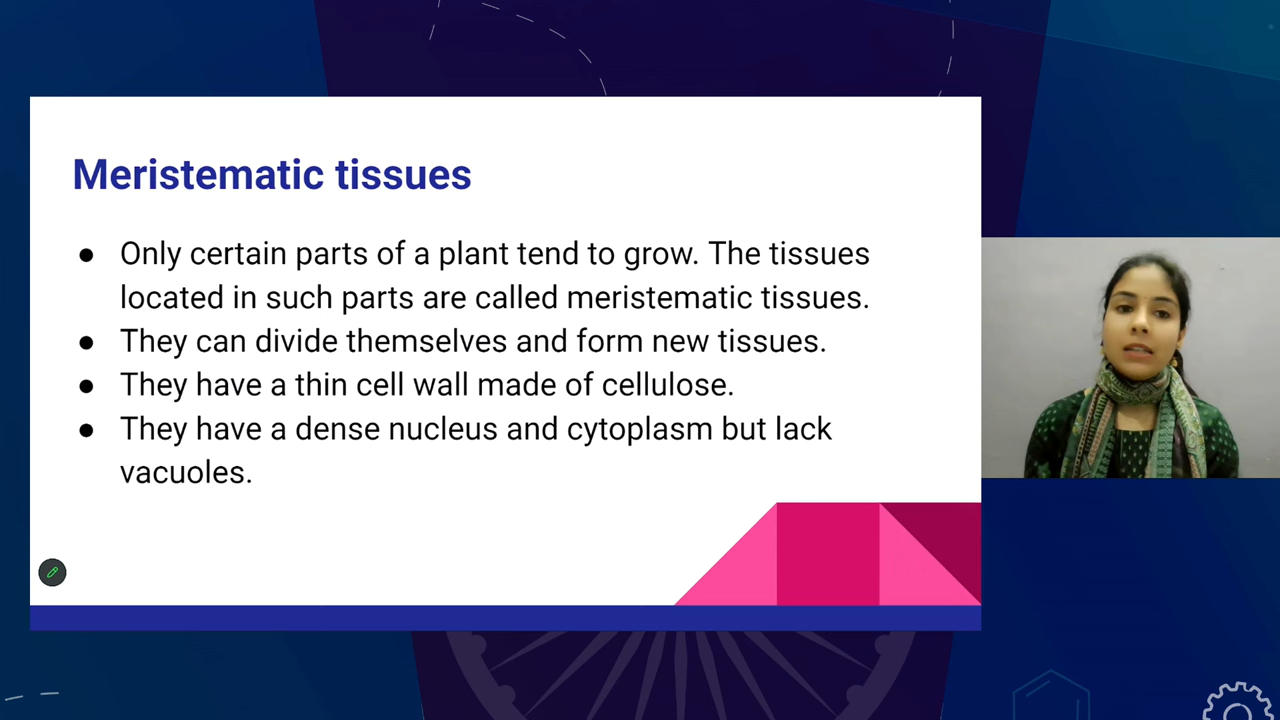 Meristematic tissues
● Only certain parts of a plant tend to grow. The tissues
located in such parts are called meristematic tissues.
● They can divide themselves and form new tissues.
● They have a thin cell wall made of cellulose.
● They have a dense nucleus and cytoplasm but lack
vacuoles.